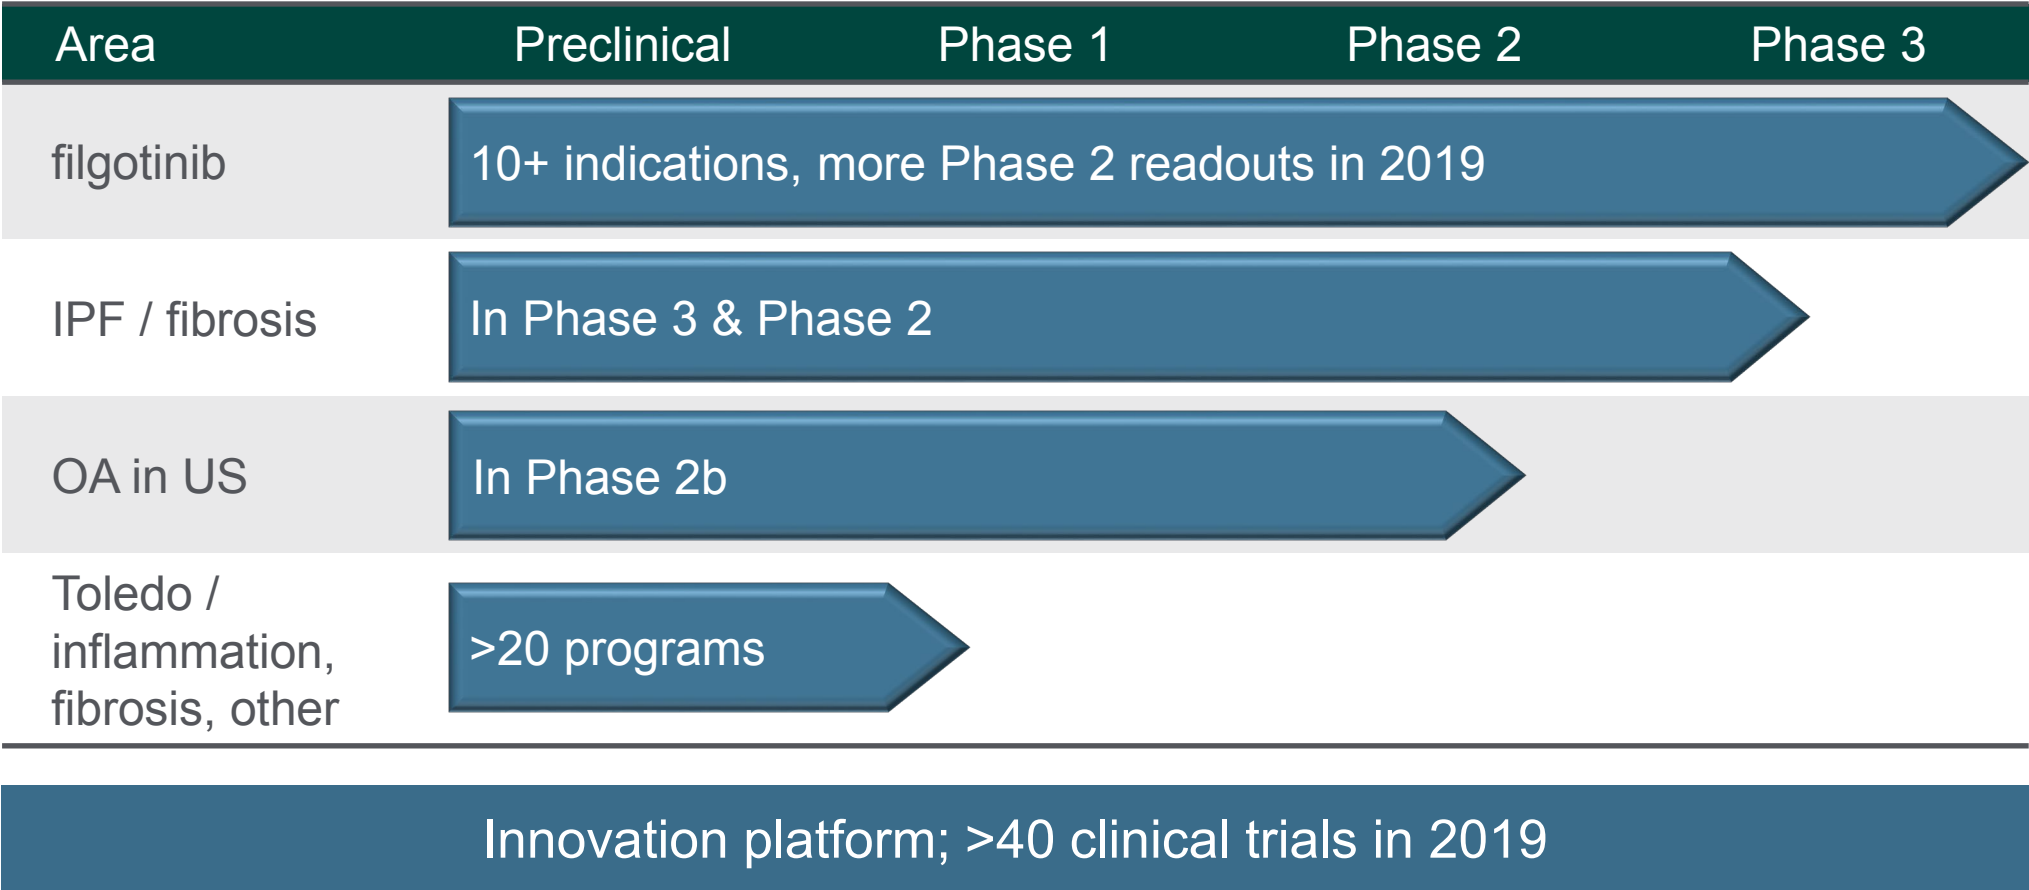 Area Preclinical Phase 1 Phase 2 Phase 3
filgotinib 10+ indications, more Phase 2 readouts in 2019
IPF / fibrosis In Phase 3 & Phase 2
OA in US In Phase 2b
Toledo /
inflammation,
fibrosis, other
>20 programs
Innovation platform; >40 clinical trials in 2019